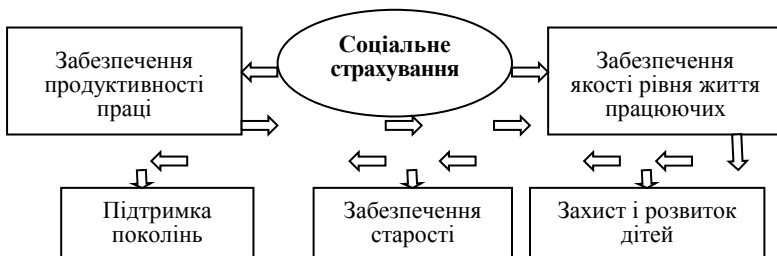 Соціальне
страхування
Забезпечення
продуктивності
праці
Забезпечення
якості рівня життя
працюючих
Підтримка
поколінь
Забезпечення
старості
Захист і розвиток
дітей